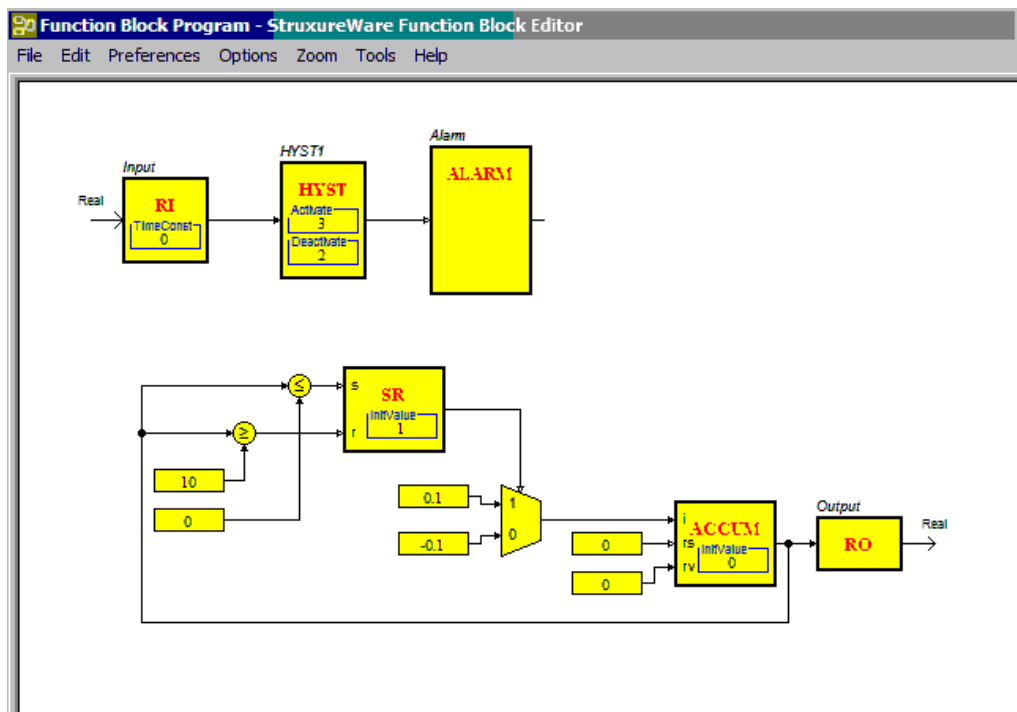 Function Block Program - StruxureWare Function Block Editor
File Edit Preferences Options Zoom Tools Help
Alarm
HYST1
Input
ALARM
Real
RI
HYST
TimeConst
0
Activate
3
Deactivate
2
≤
s
SR
InitValue
1
≥
r
10
0
0.1
1
-0.1
0
Output
Real
i
ACCUM
0
rs
InitValue
0
RO
0
rv